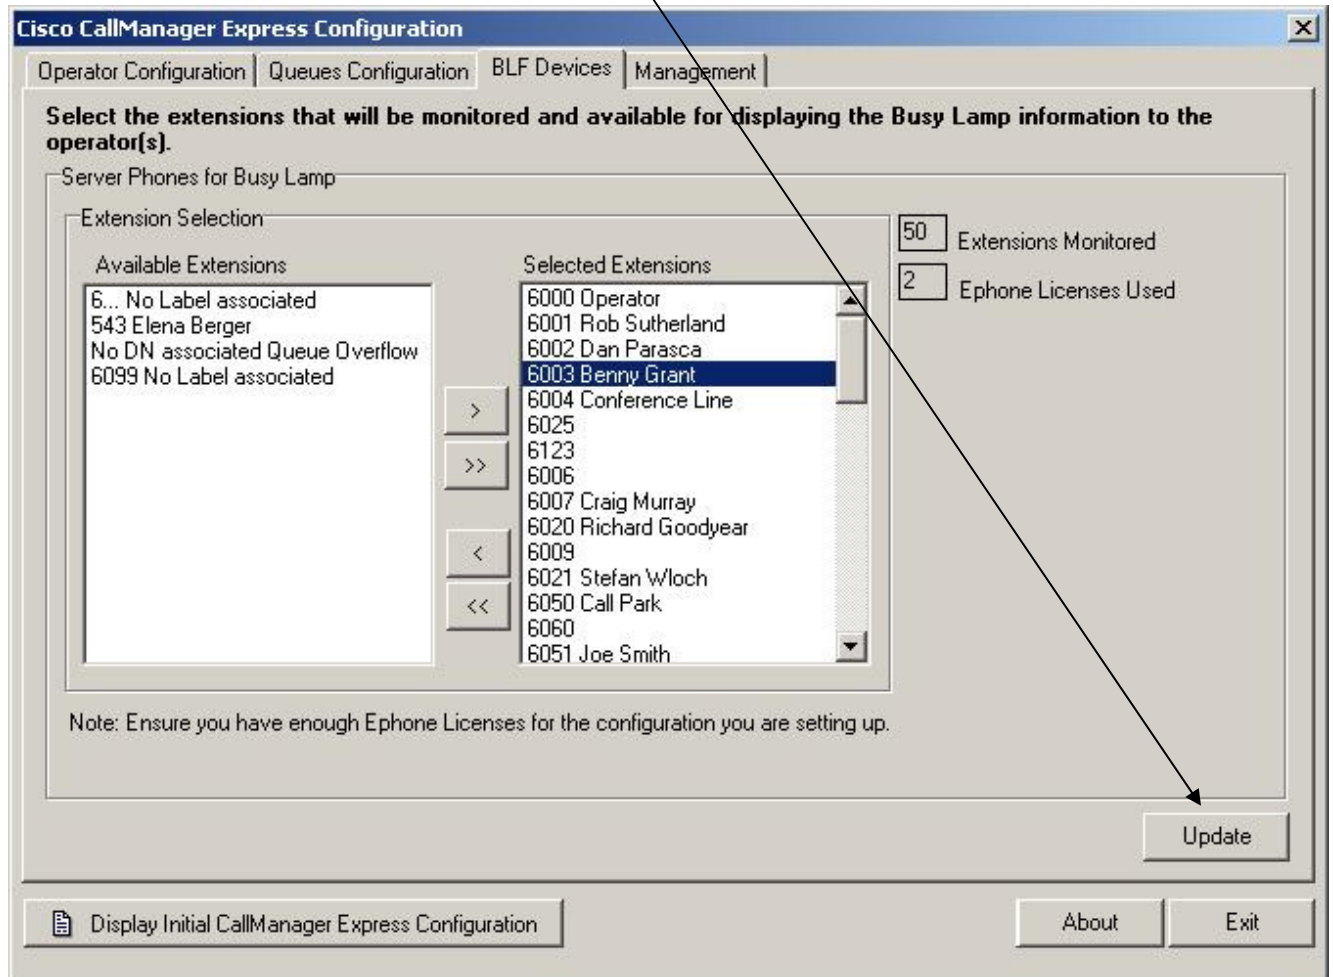 Cisco CallManager Express Configuration
Operator Configuration Queues Configuration BLF Devices Management
Select the extensions that will be monitored and available for displaying the Busy Lamp information to the
operator(s).
Server Phones for Busy Lamp
Extension Selection
Available Extensions
6... No Label associated
543 Elena Berger
No DN associated Queue Overflow
6099 No Label associated
>
>>
<
<<
Selected Extensions
6000 Operator
6001 Rob Sutherland
6002 Dan Parasca
6003 Benny Grant
6004 Conference Line
6025
6123
6006
6007 Craig Murray
6020 Richard Goodyear
6009
6021 Stefan Wloch
6050 Call Park
6060
6051 Joe Smith
50 Extensions Monitored
2 Ephone Licenses Used
Note: Ensure you have enough Ephone Licenses for the configuration you are setting up.
Update
Display Initial CallManager Express Configuration About Exit